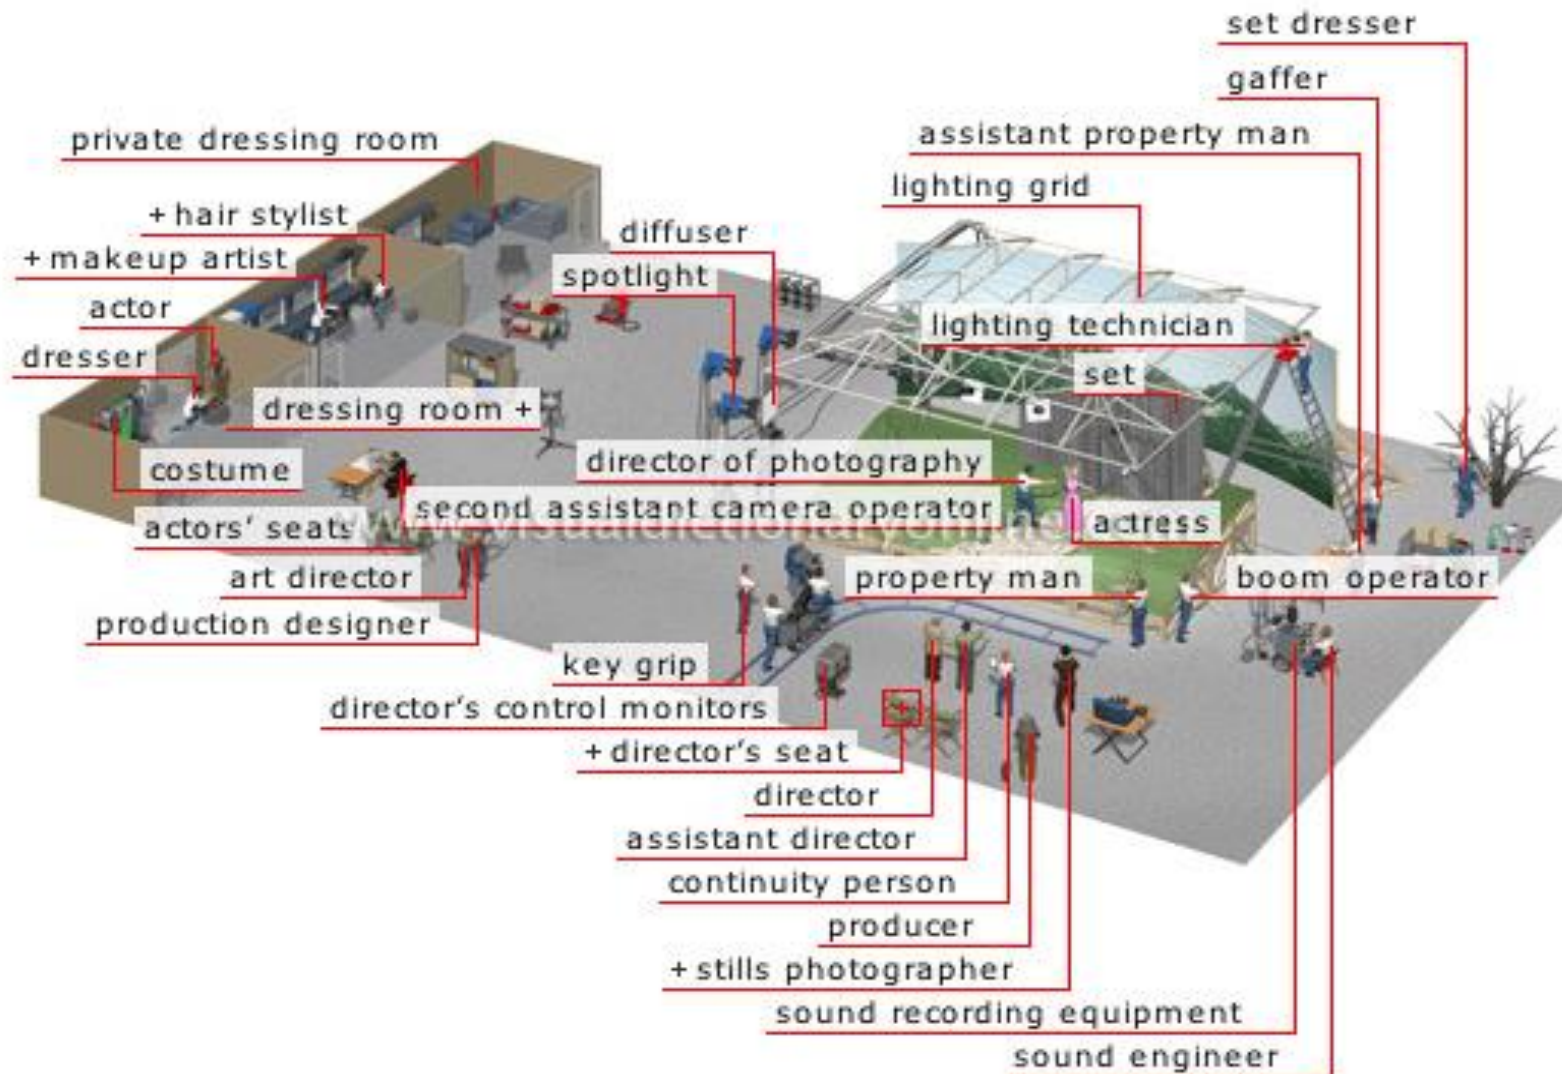 set dresser
gaffer
private dressing room
assistant property man
lighting grid
+ hair stylist
diffuser
+ makeup artist
spotlight
actor
lighting technician
dresser
set
dressing room +
costume
director of photography
second assistant camera operator
www.visualdictionaryonline.
actors' seats
actress
art director
property man
boom operator
production designer
key grip
director's control monitors
+ director's seat
director
assistant director
continuity person
producer
+ stills photographer
sound recording equipment
sound engineer